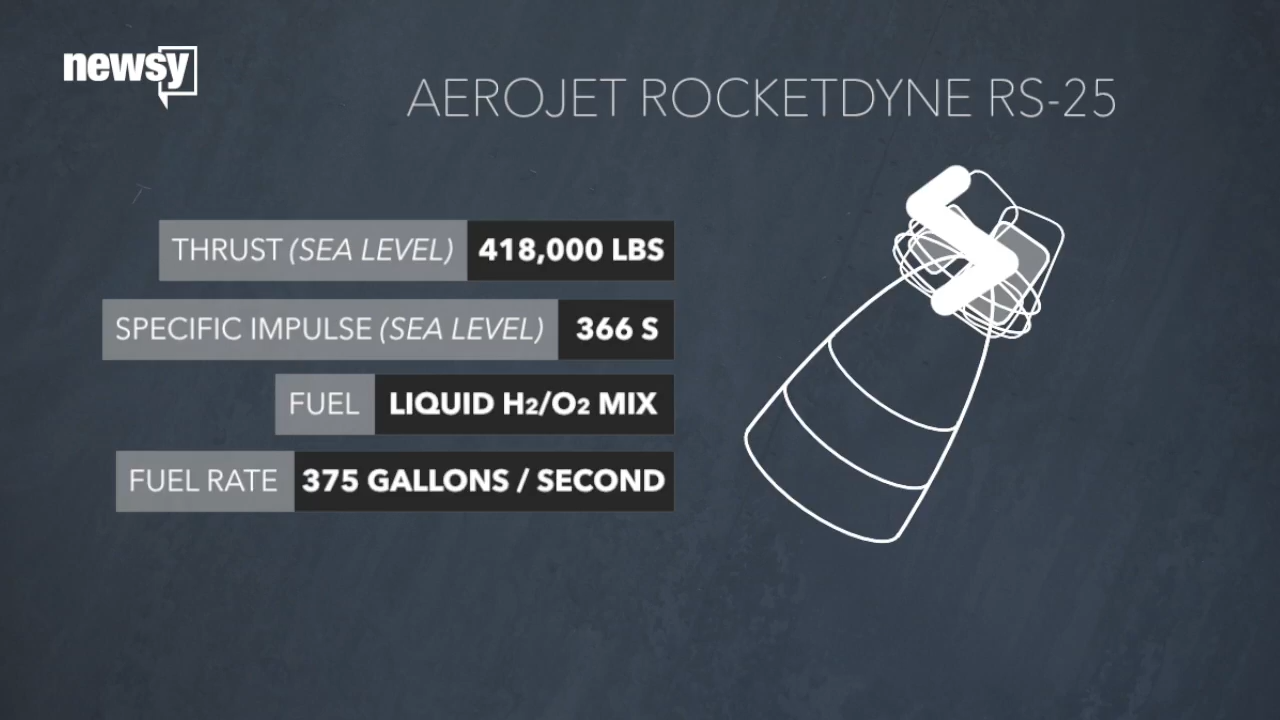 newsy
AEROJET ROCKETDYNE RS-25
THRUST (SEA LEVEL) 418,000 LBS
SPECIFIC IMPULSE (SEA LEVEL) 366 S
FUEL LIQUID H2/O2 MIX
FUEL RATE 375 GALLONS / SECOND